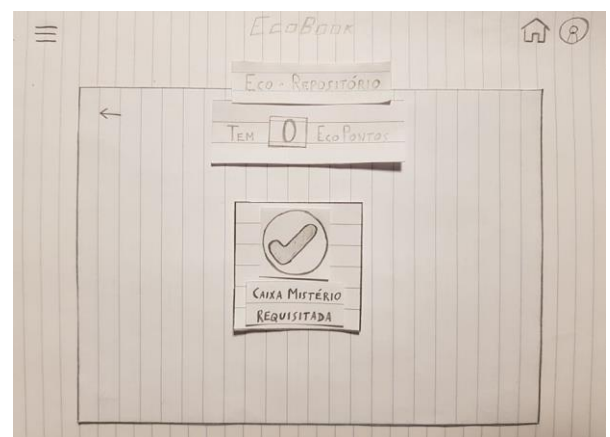 EcoBook
Eco-Repositório
Tem 0 EcoPontos
Caixa Mistério
Requisitada